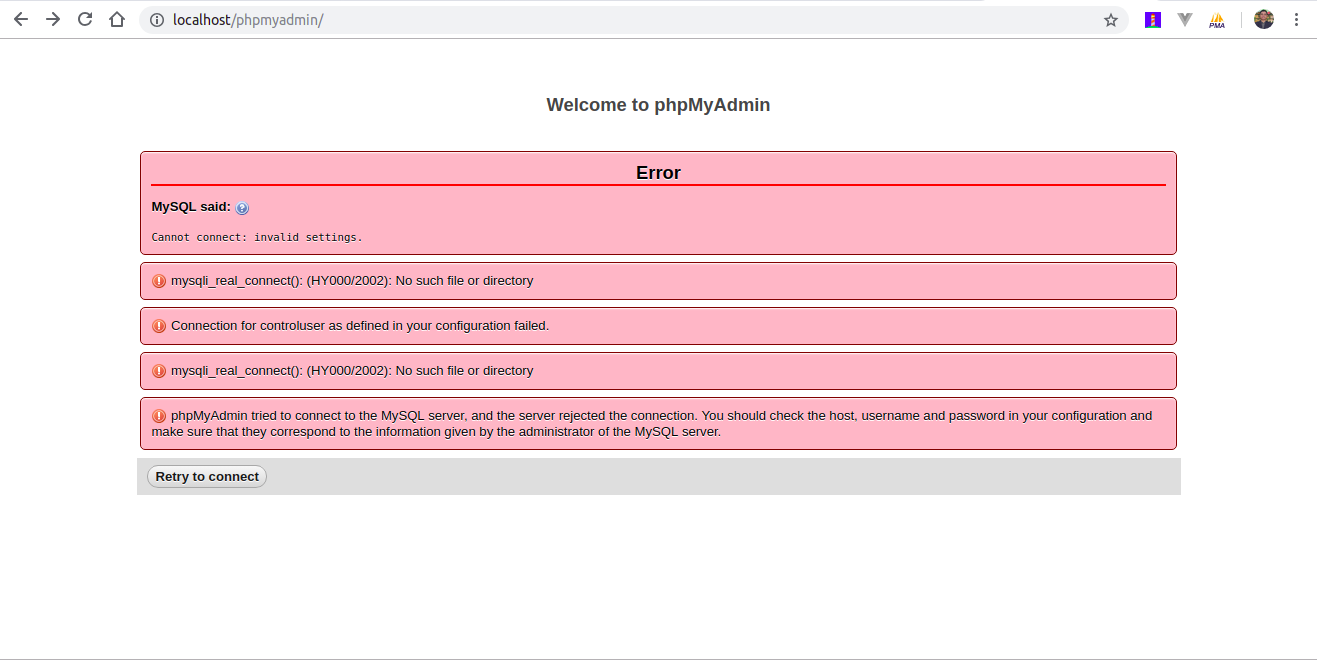 localhost/phpmyadmin/
PMA
Welcome to phpMyAdmin
Error
MySQL said:
Cannot connect: invalid settings.
mysqli_real_connect(): (HY000/2002): No such file or directory
Connection for controluser as defined in your configuration failed.
mysqli_real_connect(): (HY000/2002): No such file or directory
phpMyAdmin tried to connect to the MySQL server, and the server rejected the connection. You should check the host, username and password in your configuration and
make sure that they correspond to the information given by the administrator of the MySQL server.
Retry to connect